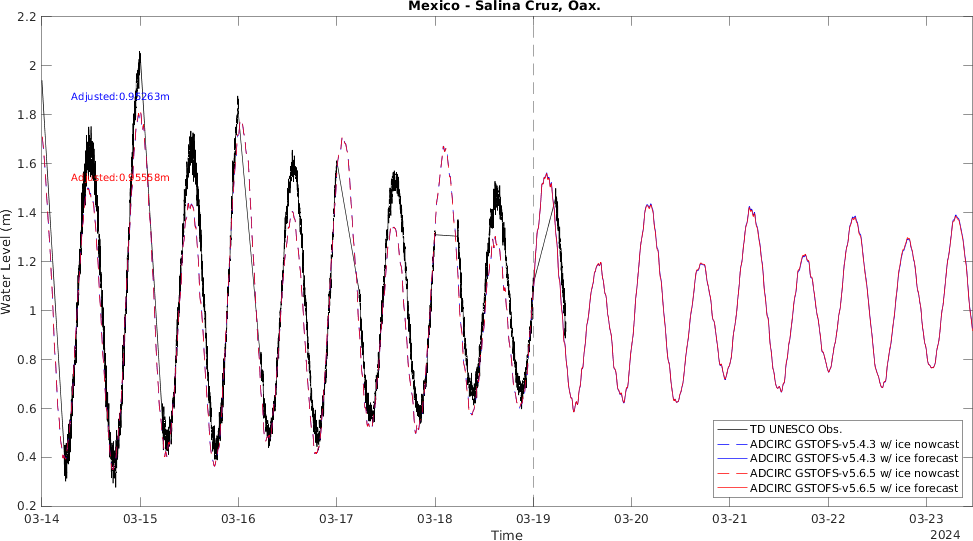 Mexico - Salina Cruz, Oax.
Water Level (m)
2.2
2
1.8
1.6
1.4
1.2
1
0.8
0.6
0.4
0.2
Adjusted:0.95263m
Adjusted:0.95558m
TD UNESCO Obs.
ADCIRC GSTOFS-v5.4.3 w/ ice nowcast
ADCIRC GSTOFS-v5.4.3 w/ ice forecast
ADCIRC GSTOFS-v5.6.5 w/ ice nowcast
ADCIRC GSTOFS-v5.6.5 w/ ice forecast
03-14 03-15 03-16 03-17 03-18 03-19 03-20 03-21 03-22 03-23
Time
2024